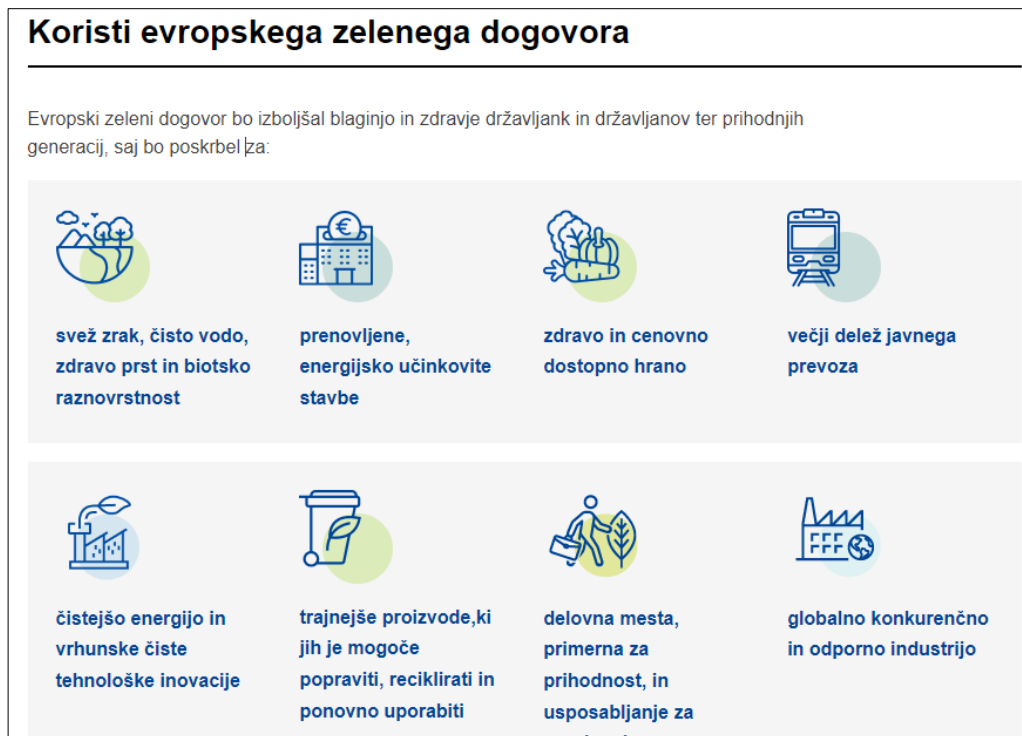 Koristi evropskega zelenega dogovora
Evropski zeleni dogovor bo izboljšal blaginjo in zdravje državljank in državljanov ter prihodnjih
generacij, saj bo poskrbel za:
€
svež zrak, čisto vodo,
zdravo prst in biotsko
raznovrstnost
prenovljene,
energijsko učinkovite
stavbe
zdravo in cenovno
dostopno hrano
večji delež javnega
prevoza
čistejšo energijo in
vrhunske čiste
tehnološke inovacije
trajnejše proizvode,ki
jih je mogoče
popraviti, reciklirati in
ponovno uporabiti
delovna mesta,
primerna za
prihodnost, in
usposabljanje za
globalno konkurenčno
in odporno industrijo